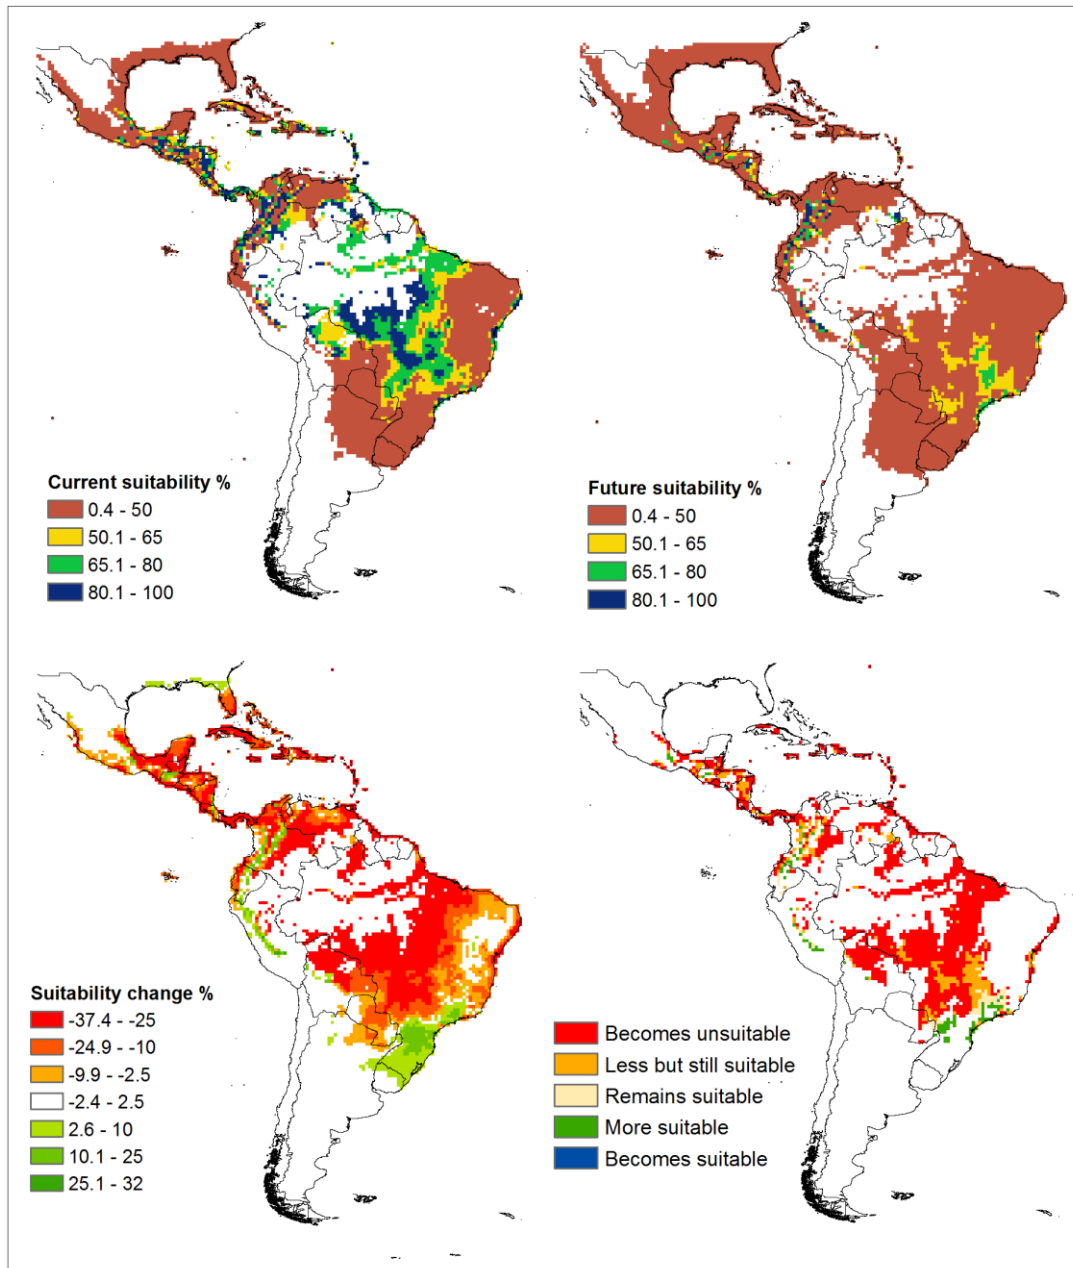 Current suitability %
0.4 - 50
50.1 - 65
65.1 - 80
80.1 - 100
Future suitability %
0.4 - 50
50.1 - 65
65.1 - 80
80.1 - 100
Suitability change %
-37.4 - -25
-24.9 - -10
-9.9 - -2.5
-2.4 - 2.5
2.6 - 10
10.1 - 25
25.1 - 32
Becomes unsuitable
Less but still suitable
Remains suitable
More suitable
Becomes suitable